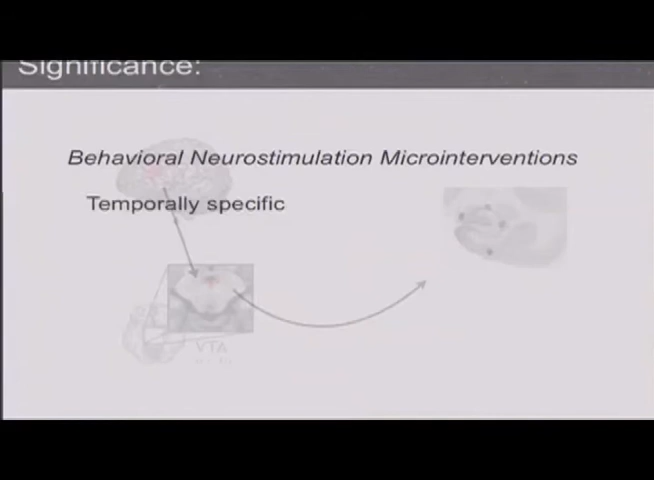 Significance:
Behavioral Neurostimulation Microinterventions
Temporally specific
VTA